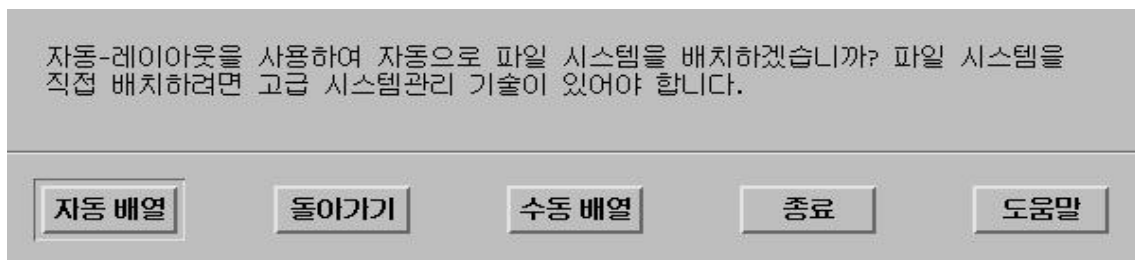 자동-레이아웃을 사용하여 자동으로 파일 시스템을 배치하겠습니까? 파일 시스템을
직접 배치하려면 고급 시스템관리 기술이 있어야 합니다.
자동 배열 돌아가기 수동 배열 종료 도움말